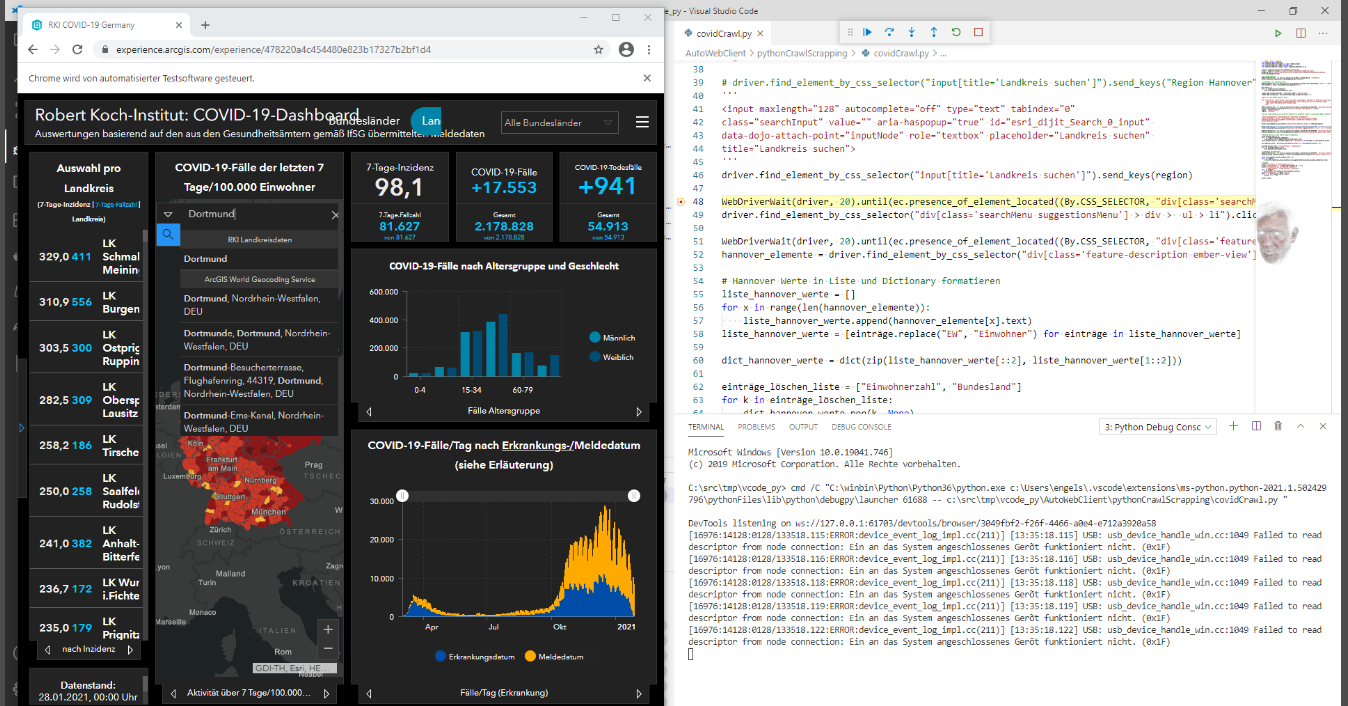 RKI COVID-19 Germany
experience.arcgis.com/experience/478220a4c454480e823b17327b2bf1d4
Chrome wird von automatisierter Testsoftware gesteuert.
Robert Koch-Institut: COVID-19-Dashboard
Auswertungen basierend auf den aus den Gesundheitsämtern gemäß IfSG übermittelten Meldedaten
Bundesländer
Lan
Alle Bundesländer
Auswahl pro
Landkreis
(7-Tage-Inzidenz | 7-Tage-Fallzahl |
Landkreis)
329,0 411 LK
Schmal
Meining
310,9 556 LK
Burgen
303,5 300 LK
Ostprig
Ruppin
282,5 309 LK
Obersp
Lausitz
258,2 186 LK
Tirsche
250,0 258 LK
Saalfel
Rudolst
241,0 382 LK
Anhalt-
Bitterfe
236,7 172 LK Wur
i.Fichte
235,0 179 LK
Prignitz
nach Inzidenz
Datenstand:
28.01.2021, 00:00 Uhr
COVID-19-Fälle der letzten 7
Tage/100.000 Einwohner
Dortmund
RKI Landkreisdaten
Dortmund
ArcGIS World Geocoding Service
Dortmund, Nordrhein-Westfalen,
DEU
Dortmunde, Dortmund, Nordrhein-
Westfalen, DEU
Dortmund-Besucherterrasse,
Flughafenring, 44319, Dortmund,
Nordrhein-Westfalen, DEU
Dortmund-Ems-Kanal, Nordrhein-
Westfalen, DEU
Köln
Frankfurt
am Main
Prag
Luxemburg
Nürnberg
Stuttgart
München
Zürich
ÖSTERREICH
SCHWEIZ
Mailand
Turin
KROATIEN
Monaco
Marseille
ITALIEN
Rom
GDI-TH, Esri, HE...
Aktivität über 7 Tage/100.000...
7-Tage-Inzidenz
98,1
7-Tage-Fallzahl
81.627
von 81.627
COVID-19-Fälle
+17.553
Gesamt
2.178.828
von 2.178.828
COVID-19-Todesfälle
+941
Gesamt
54.913
von 54.913
COVID-19-Fälle nach Altersgruppe und Geschlecht
600.000
400.000
200.000
0
0-4
15-34
60-79
Männlich
Weiblich
Fälle Altersgruppe
COVID-19-Fälle/Tag nach Erkrankungs-/Meldedatum
(siehe Erläuterung)
30.000
20.000
10.000
0
Apr
Jul
Okt
2021
Erkrankungsdatum
Meldedatum
Fälle/Tag (Erkrankung)
_py - Visual Studio Code
covidCrawl.py
AutoWebClient > pythonCrawlScrapping > covidCrawl.py > ...
38
39 # driver.find_element_by_css_selector("input[title='Landkreis suchen']").send_keys("Region Hannover"
40 '''
41 <input maxlength="128" autocomplete="off" type="text" tabindex="0"
42 class="searchInput" value="" aria-haspopup="true" id="esri_dijit_Search_0_input"
43 data-dojo-attach-point="inputNode" role="textbox" placeholder="Landkreis suchen"
44 title="Landkreis suchen">
45 '''
46 driver.find_element_by_css_selector("input[title='Landkreis suchen']").send_keys(region)
47
48 WebDriverWait(driver, 20).until(ec.presence_of_element_located((By.CSS_SELECTOR, "div[class='searchM
49 driver.find_element_by_css_selector("div[class='searchMenu suggestionsMenu'] > div > ul > li").clic
50
51 WebDriverWait(driver, 20).until(ec.presence_of_element_located((By.CSS_SELECTOR, "div[class='featur
52 hannover_elemente = driver.find_element_by_css_selector("div[class='feature-description ember-view']
53
54 # Hannover Werte in Liste und Dictionary formatieren
55 liste_hannover_werte = []
56 for x in range(len(hannover_elemente)):
57 liste_hannover_werte.append(hannover_elemente[x].text)
58 liste_hannover_werte = [einträge.replace("EW", "Einwohner") for einträge in liste_hannover_werte]
59
60 dict_hannover_werte = dict(zip(liste_hannover_werte[::2], liste_hannover_werte[1::2]))
61
62 einträge_löschen_liste = ["Einwohnerzahl", "Bundesland"]
63 for k in einträge_löschen_liste:
64 dict_hannover_werte.pop(k, None)
TERMINAL PROBLEMS OUTPUT DEBUG CONSOLE 3: Python Debug Consc
Microsoft Windows [Version 10.0.19041.746]
(c) 2019 Microsoft Corporation. Alle Rechte vorbehalten.
C:\src\tmp\vcode_py> cmd /C "C:\winbin\Python\Python36\python.exe c:\Users\engels\.vscode\extensions\ms-python.python-2021.1.502429
796\pythonFiles\lib\python\debugpy\launcher 61688 -- c:\src\tmp\vcode_py\AutoWebClient\pythonCrawlScrapping\covidCrawl.py "
DevTools listening on ws://127.0.0.1:61703/devtools/browser/3049fbf2-f26f-4466-a0e4-e712a3920a58
[16976:14128:0128/133518.115:ERROR:device_event_log_impl.cc(211)] [13:35:18.115] USB: usb_device_handle_win.cc:1049 Failed to read
descriptor from node connection: Ein an das System angeschlossenes Gerõt funktioniert nicht. (0x1F)
[16976:14128:0128/133518.116:ERROR:device_event_log_impl.cc(211)] [13:35:18.116] USB: usb_device_handle_win.cc:1049 Failed to read
descriptor from node connection: Ein an das System angeschlossenes Gerõt funktioniert nicht. (0x1F)
[16976:14128:0128/133518.118:ERROR:device_event_log_impl.cc(211)] [13:35:18.118] USB: usb_device_handle_win.cc:1049 Failed to read
descriptor from node connection: Ein an das System angeschlossenes Gerõt funktioniert nicht. (0x1F)
[16976:14128:0128/133518.119:ERROR:device_event_log_impl.cc(211)] [13:35:18.119] USB: usb_device_handle_win.cc:1049 Failed to read
descriptor from node connection: Ein an das System angeschlossenes Gerõt funktioniert nicht. (0x1F)
[16976:14128:0128/133518.122:ERROR:device_event_log_impl.cc(211)] [13:35:18.122] USB: usb_device_handle_win.cc:1049 Failed to read
descriptor from node connection: Ein an das System angeschlossenes Gerõt funktioniert nicht. (0x1F)